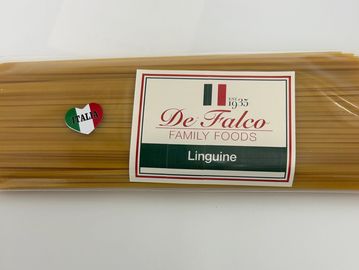 ITALIA
EST.
1935
De Falco
FAMILY FOODS
Linguine